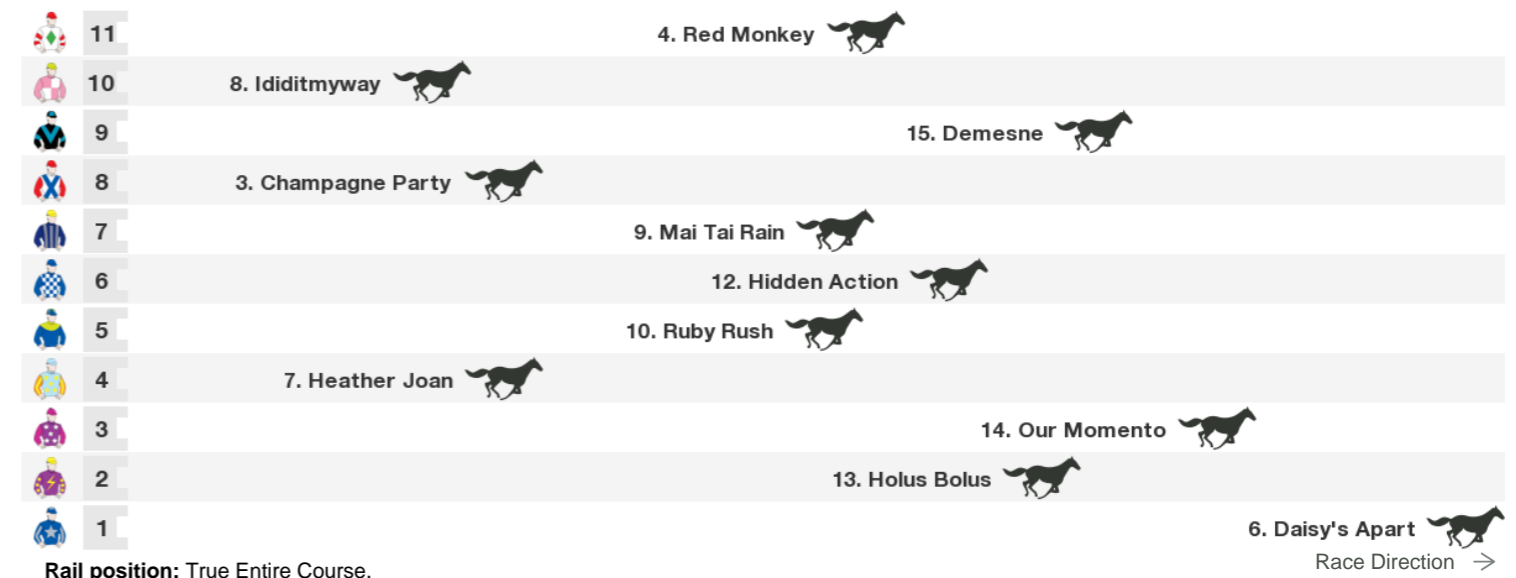 11 4. Red Monkey
10 8. Ididitmyway
9 15. Demesne
8 3. Champagne Party
7 9. Mai Tai Rain
6 12. Hidden Action
5 10. Ruby Rush
4 7. Heather Joan
3 14. Our Momento
2 13. Holus Bolus
1 6. Daisy's Apart
Race Direction →
Rail position: True Entire Course.